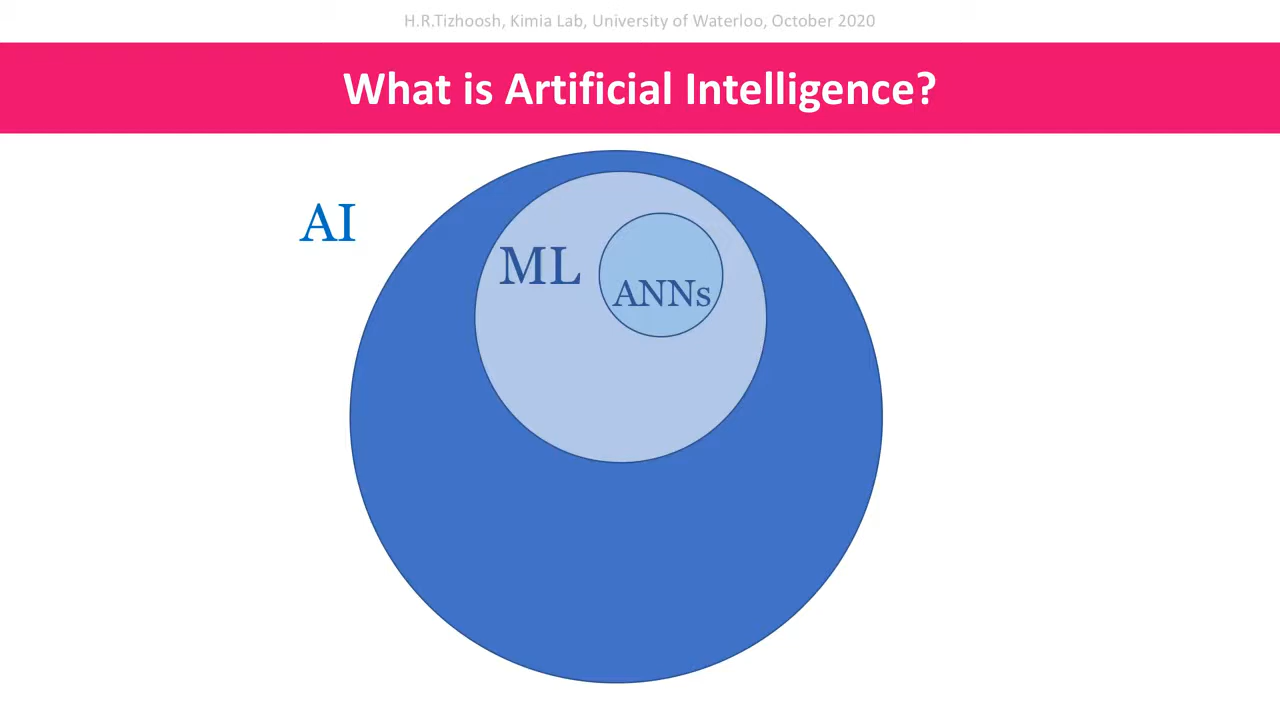 H.R.Tizhoosh, Kimia Lab, University of Waterloo, October 2020
What is Artificial Intelligence?
AI
ML
ANNs